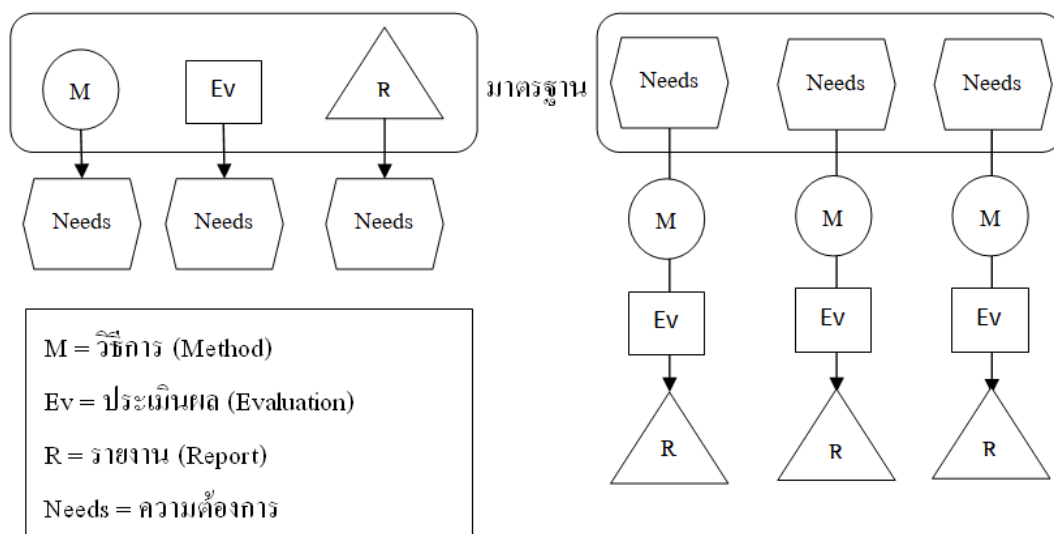 M Ev R มาตรฐาน Needs Needs Needs
Needs Needs Needs M M M
Ev Ev Ev
R R R
M = วิธีการ (Method)
Ev = ประเมินผล (Evaluation)
R = รายงาน (Report)
Needs = ความต้องการ